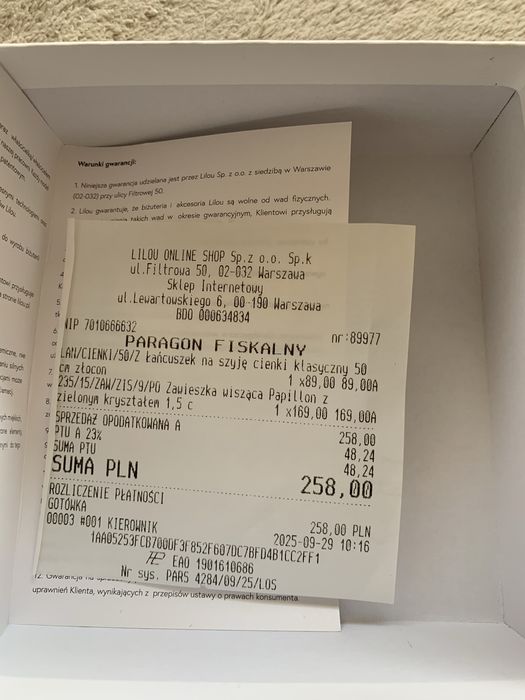 Warunki gwarancji:
1. Niniejsza gwarancja udzielana jest przez Lilou Sp. z o.o. z siedzibą w Warszawie
(02-032) przy ulicy Filtrowej 50.
2. Lilou gwarantuje, że biżuteria i akcesoria Lilou są wolne od wad fizycznych.
takich wad w okresie gwarancyjnym, Klientowi przysługują
LILOU ONLINE SHOP Sp.z o.o. Sp.k
ul.Filtrowa 50, 02-032 Warszawa
Sklep Internetowy
ul.Lewartowskiego 6, 00-190 Warszawa
BDO 000634834
NIP 7010666632 nr:89977
PARAGON FISKALNY
LAN/CIENKI/50/Z Łańcuszek na szyję cienki klasyczny 50
cm złocon 1 x89,00 89,00A
235/15/ZAW/ZIS/9/PO Zawieszka wisząca Papillon z
zielonym kryształem 1,5 c 1 x169,00 169,00A
SPRZEDAŻ OPODATKOWANA A 258,00
PTU A 23% 48,24
SUMA PTU 48,24
SUMA PLN 258,00
ROZLICZENIE PŁATNOŚCI
GOTÓWKA 258,00 PLN
00003 #001 KIEROWNIK 2025-09-29 10:16
1AA05253FCB700DF3F852F607DC7BFD4B1CC2FF1
EAO 1901610686
Nr sys. PARS 4284/09/25/LOS
12. Gwarancja na
uprawnień Klienta, wynikających z przepisów ustawy o prawach konsumenta.